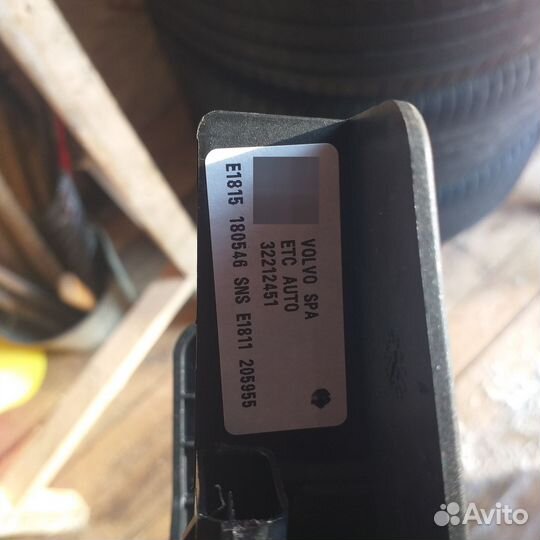 VOLVO SPA
ETC AUTO
32212451
E1815 180546 SNS E1811 205955
Avito